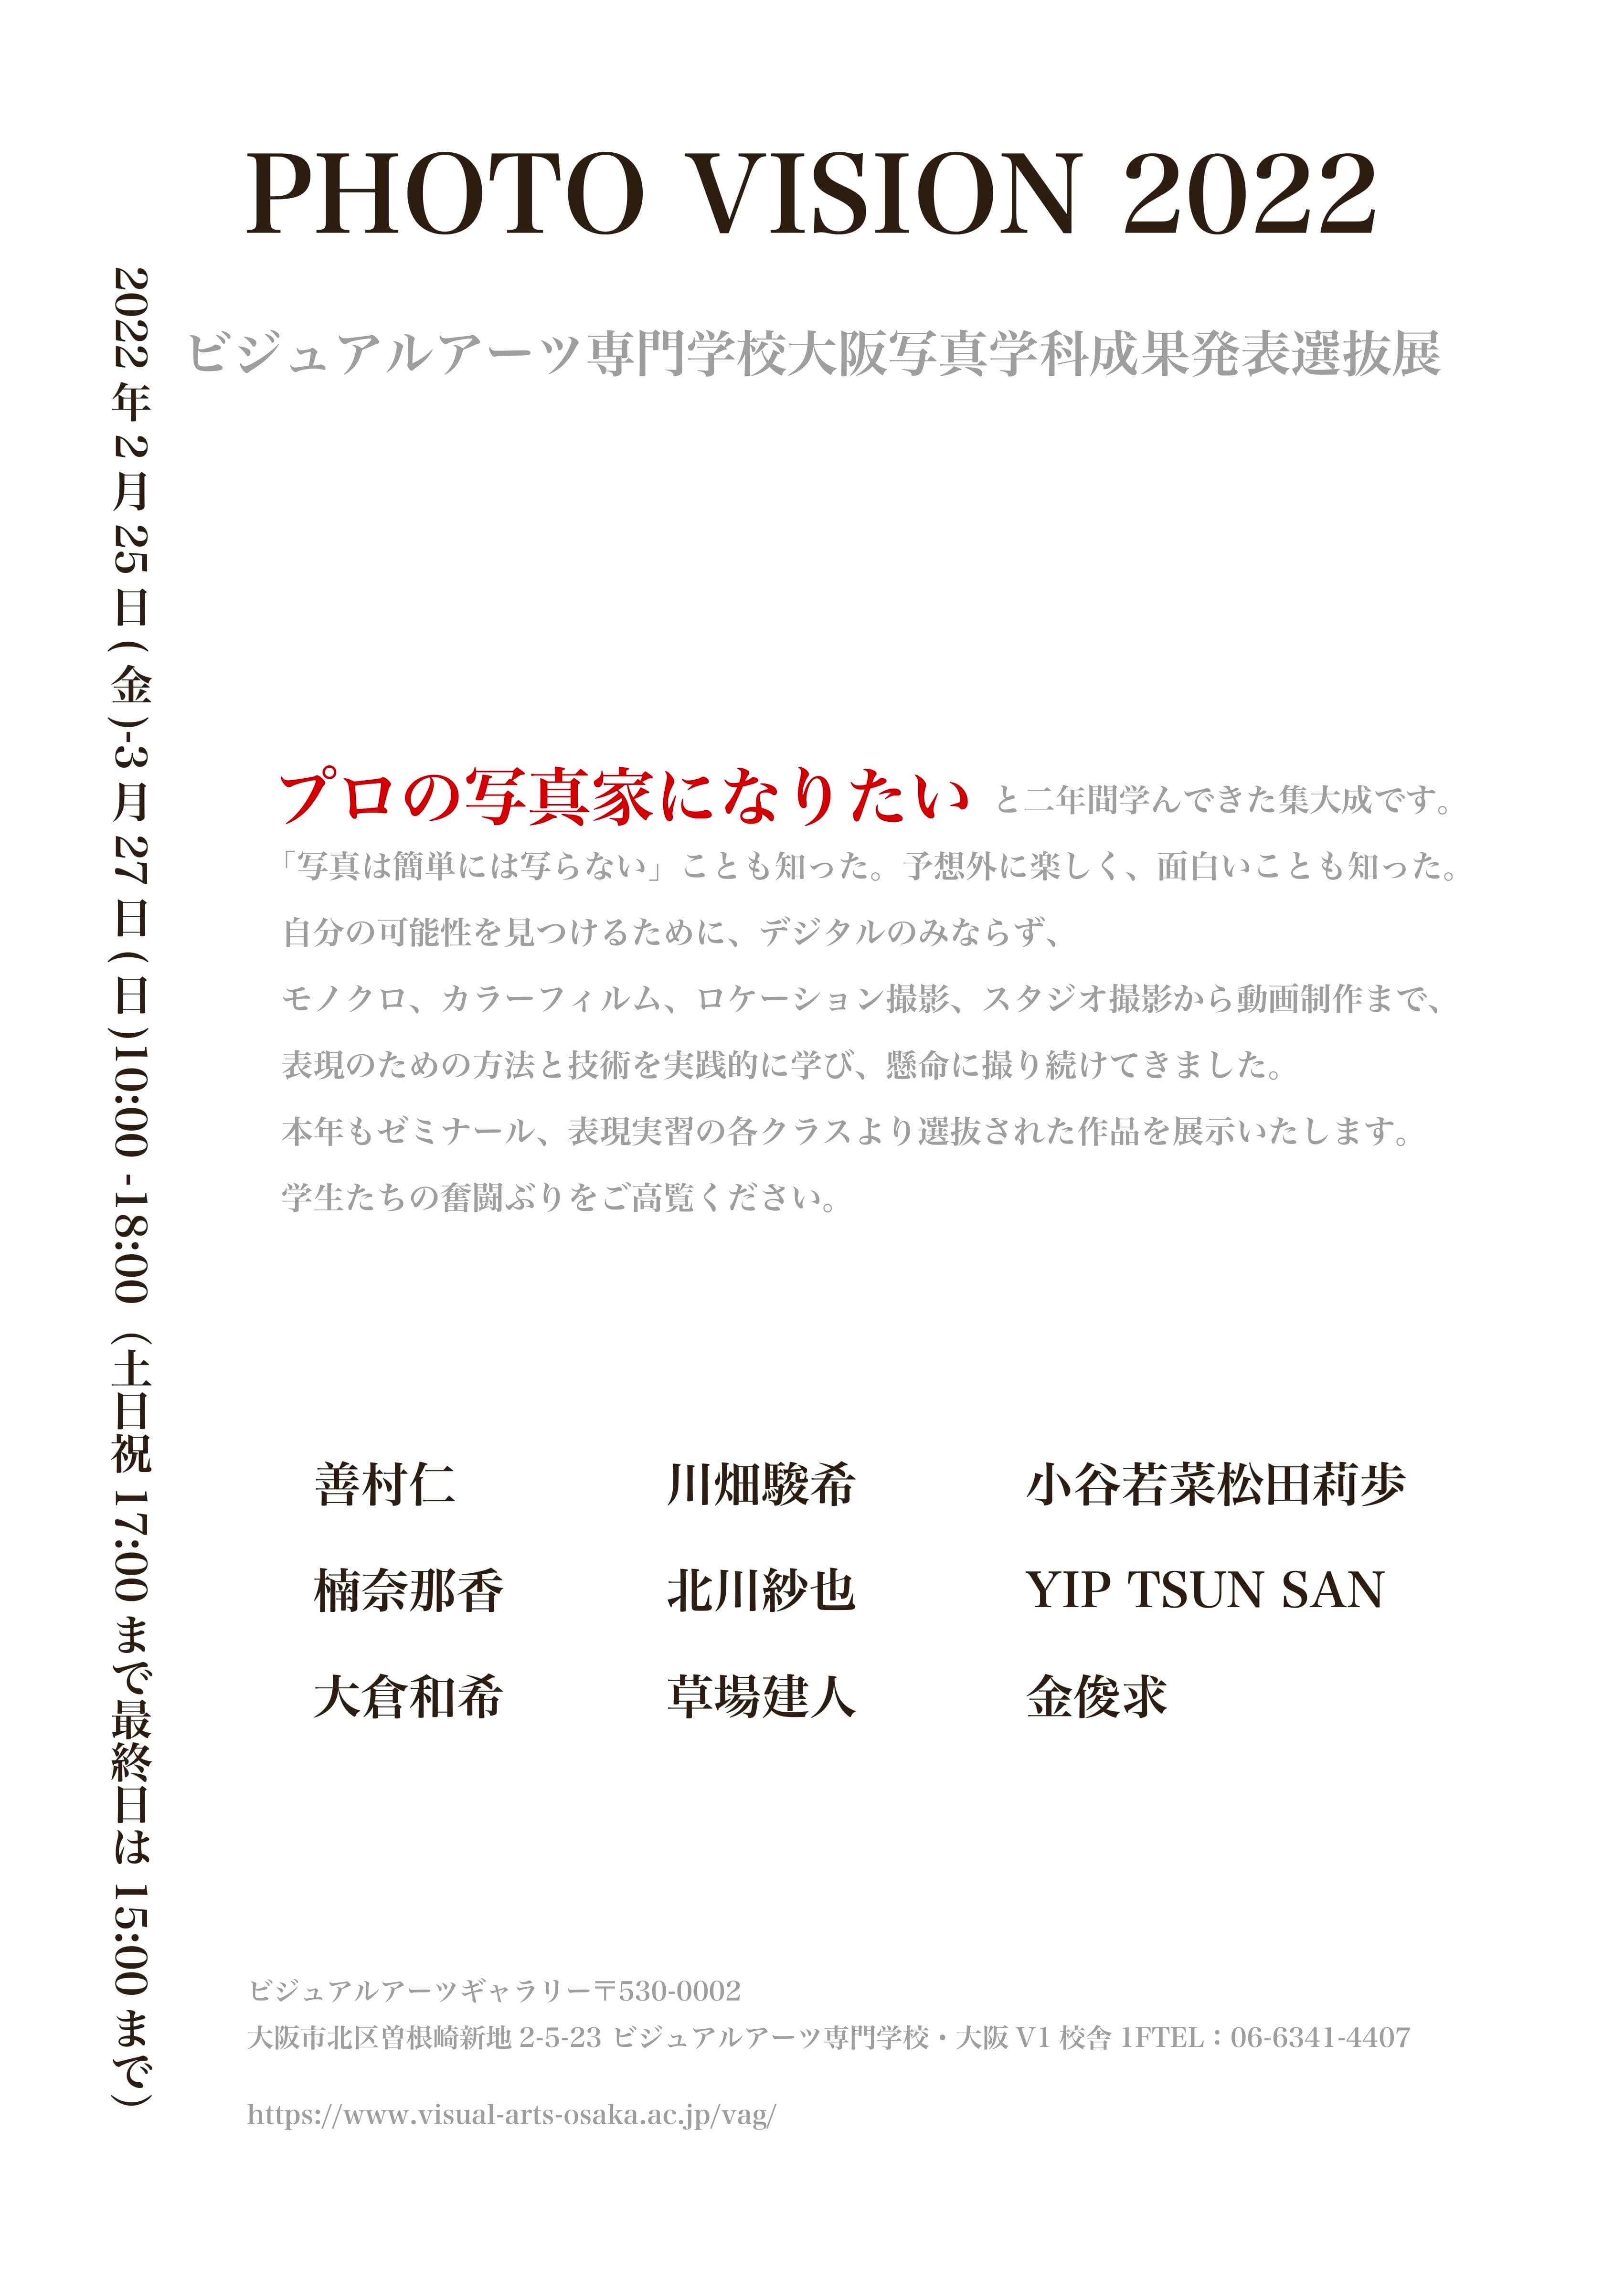 PHOTO VISION 2022
ビジュアルアーツ専門学校大阪写真学科成果発表選抜展
2022年2月25日(金)-3月27日(日)10:00 -18:00（土日祝17:00まで最終日は15:00まで）
プロの写真家になりたい と二年間学んできた集大成です。
「写真は簡単には写らない」ことも知った。予想外に楽しく、面白いことも知った。
自分の可能性を見つけるために、デジタルのみならず、
モノクロ、カラーフィルム、ロケーション撮影、スタジオ撮影から動画制作まで、
表現のための方法と技術を実践的に学び、懸命に撮り続けてきました。
本年もゼミナール、表現実習の各クラスより選抜された作品を展示いたします。
学生たちの奮闘ぶりをご高覧ください。
善村仁 川畑駿希 小谷若菜松田莉歩
楠奈那香 北川紗也 YIP TSUN SAN
大倉和希 草場建人 金俊求
ビジュアルアーツギャラリー〒530-0002
大阪市北区曽根崎新地 2-5-23 ビジュアルアーツ専門学校・大阪 V1 校舎 1FTEL：06-6341-4407
https://www.visual-arts-osaka.ac.jp/vag/